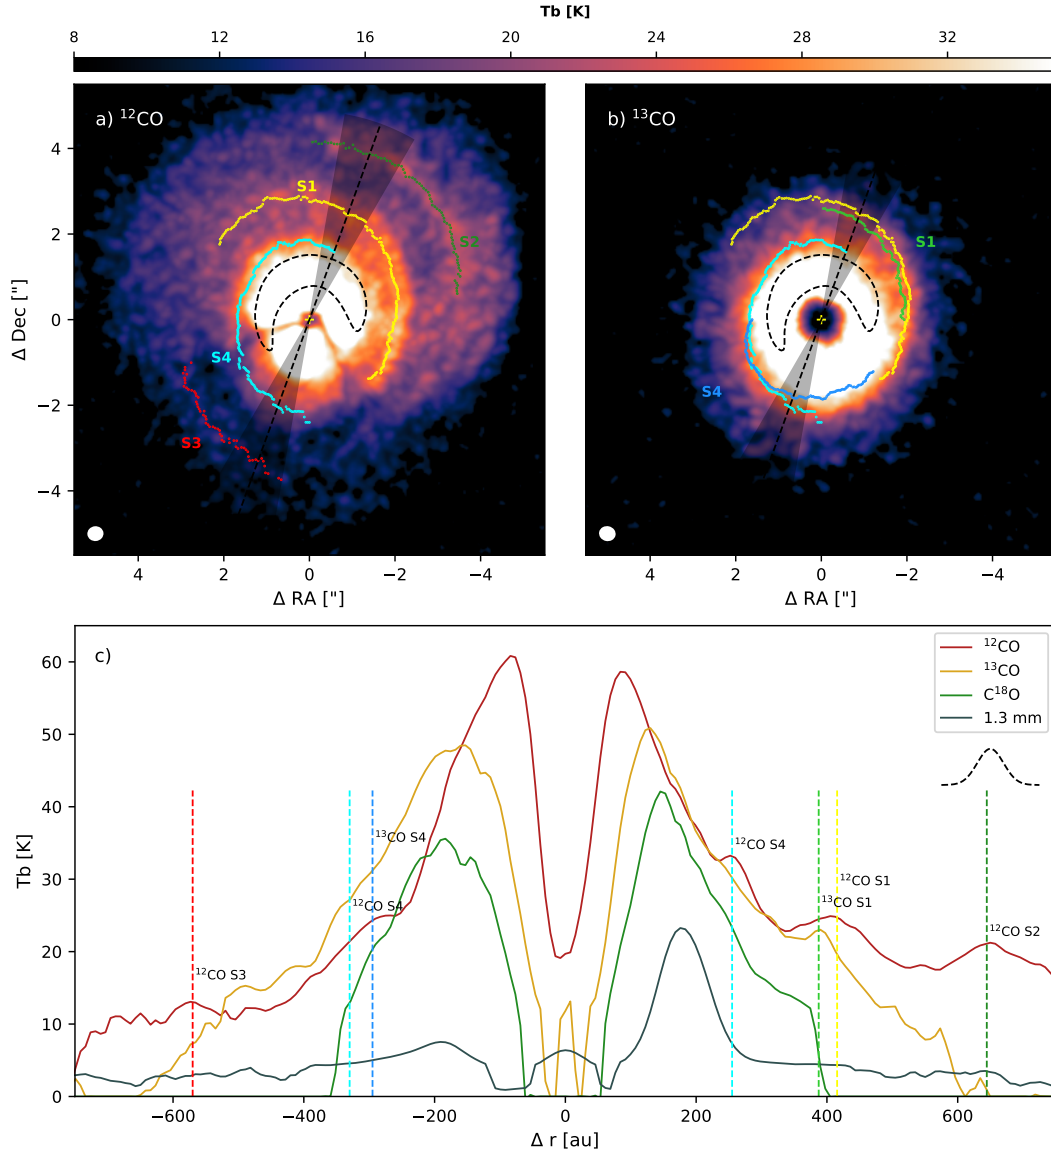 Tb [K]
8 12 16 20 24 28 32
a) ¹²CO
b) ¹³CO
S1
S2
S1
S4
S4
S3
4
2
0
−2
−4
Δ Dec ["]
4 2 0 −2 −4
4 2 0 −2 −4
Δ RA ["]
Δ RA ["]
c)
¹²CO
¹³CO
C¹⁸O
1.3 mm
60
50
40
30
20
10
0
Tb [K]
¹³CO S4
¹²CO S4
¹²CO S4
¹²CO S1
¹³CO S1
¹²CO S2
¹²CO S3
−600 −400 −200 0 200 400 600
Δ r [au]